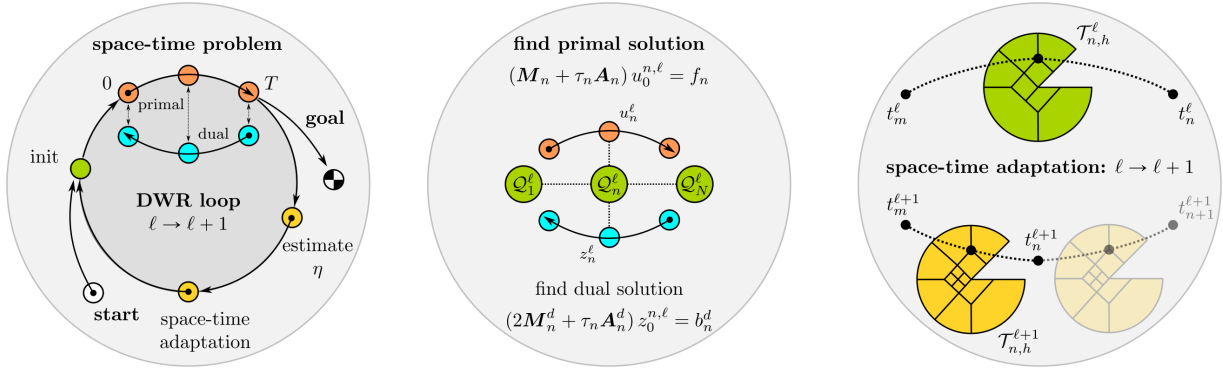 space-time problem
0
T
primal
dual
goal
init
DWR loop
ℓ → ℓ + 1
estimate
η
start
space-time
adaptation
find primal solution
(M_n + τ_n A_n) u_0^{n,ℓ} = f_n
u_n^ℓ
Q_1^ℓ
Q_n^ℓ
Q_N^ℓ
z_n^ℓ
find dual solution
(2M_n^d + τ_n A_n^d) z_0^{n,ℓ} = b_n^d
T_{n,h}^ℓ
t_m^ℓ
t_n^ℓ
space-time adaptation: ℓ → ℓ + 1
t_m^{ℓ+1}
t_n^{ℓ+1}
t_{n+1}^{ℓ+1}
T_{n,h}^{ℓ+1}